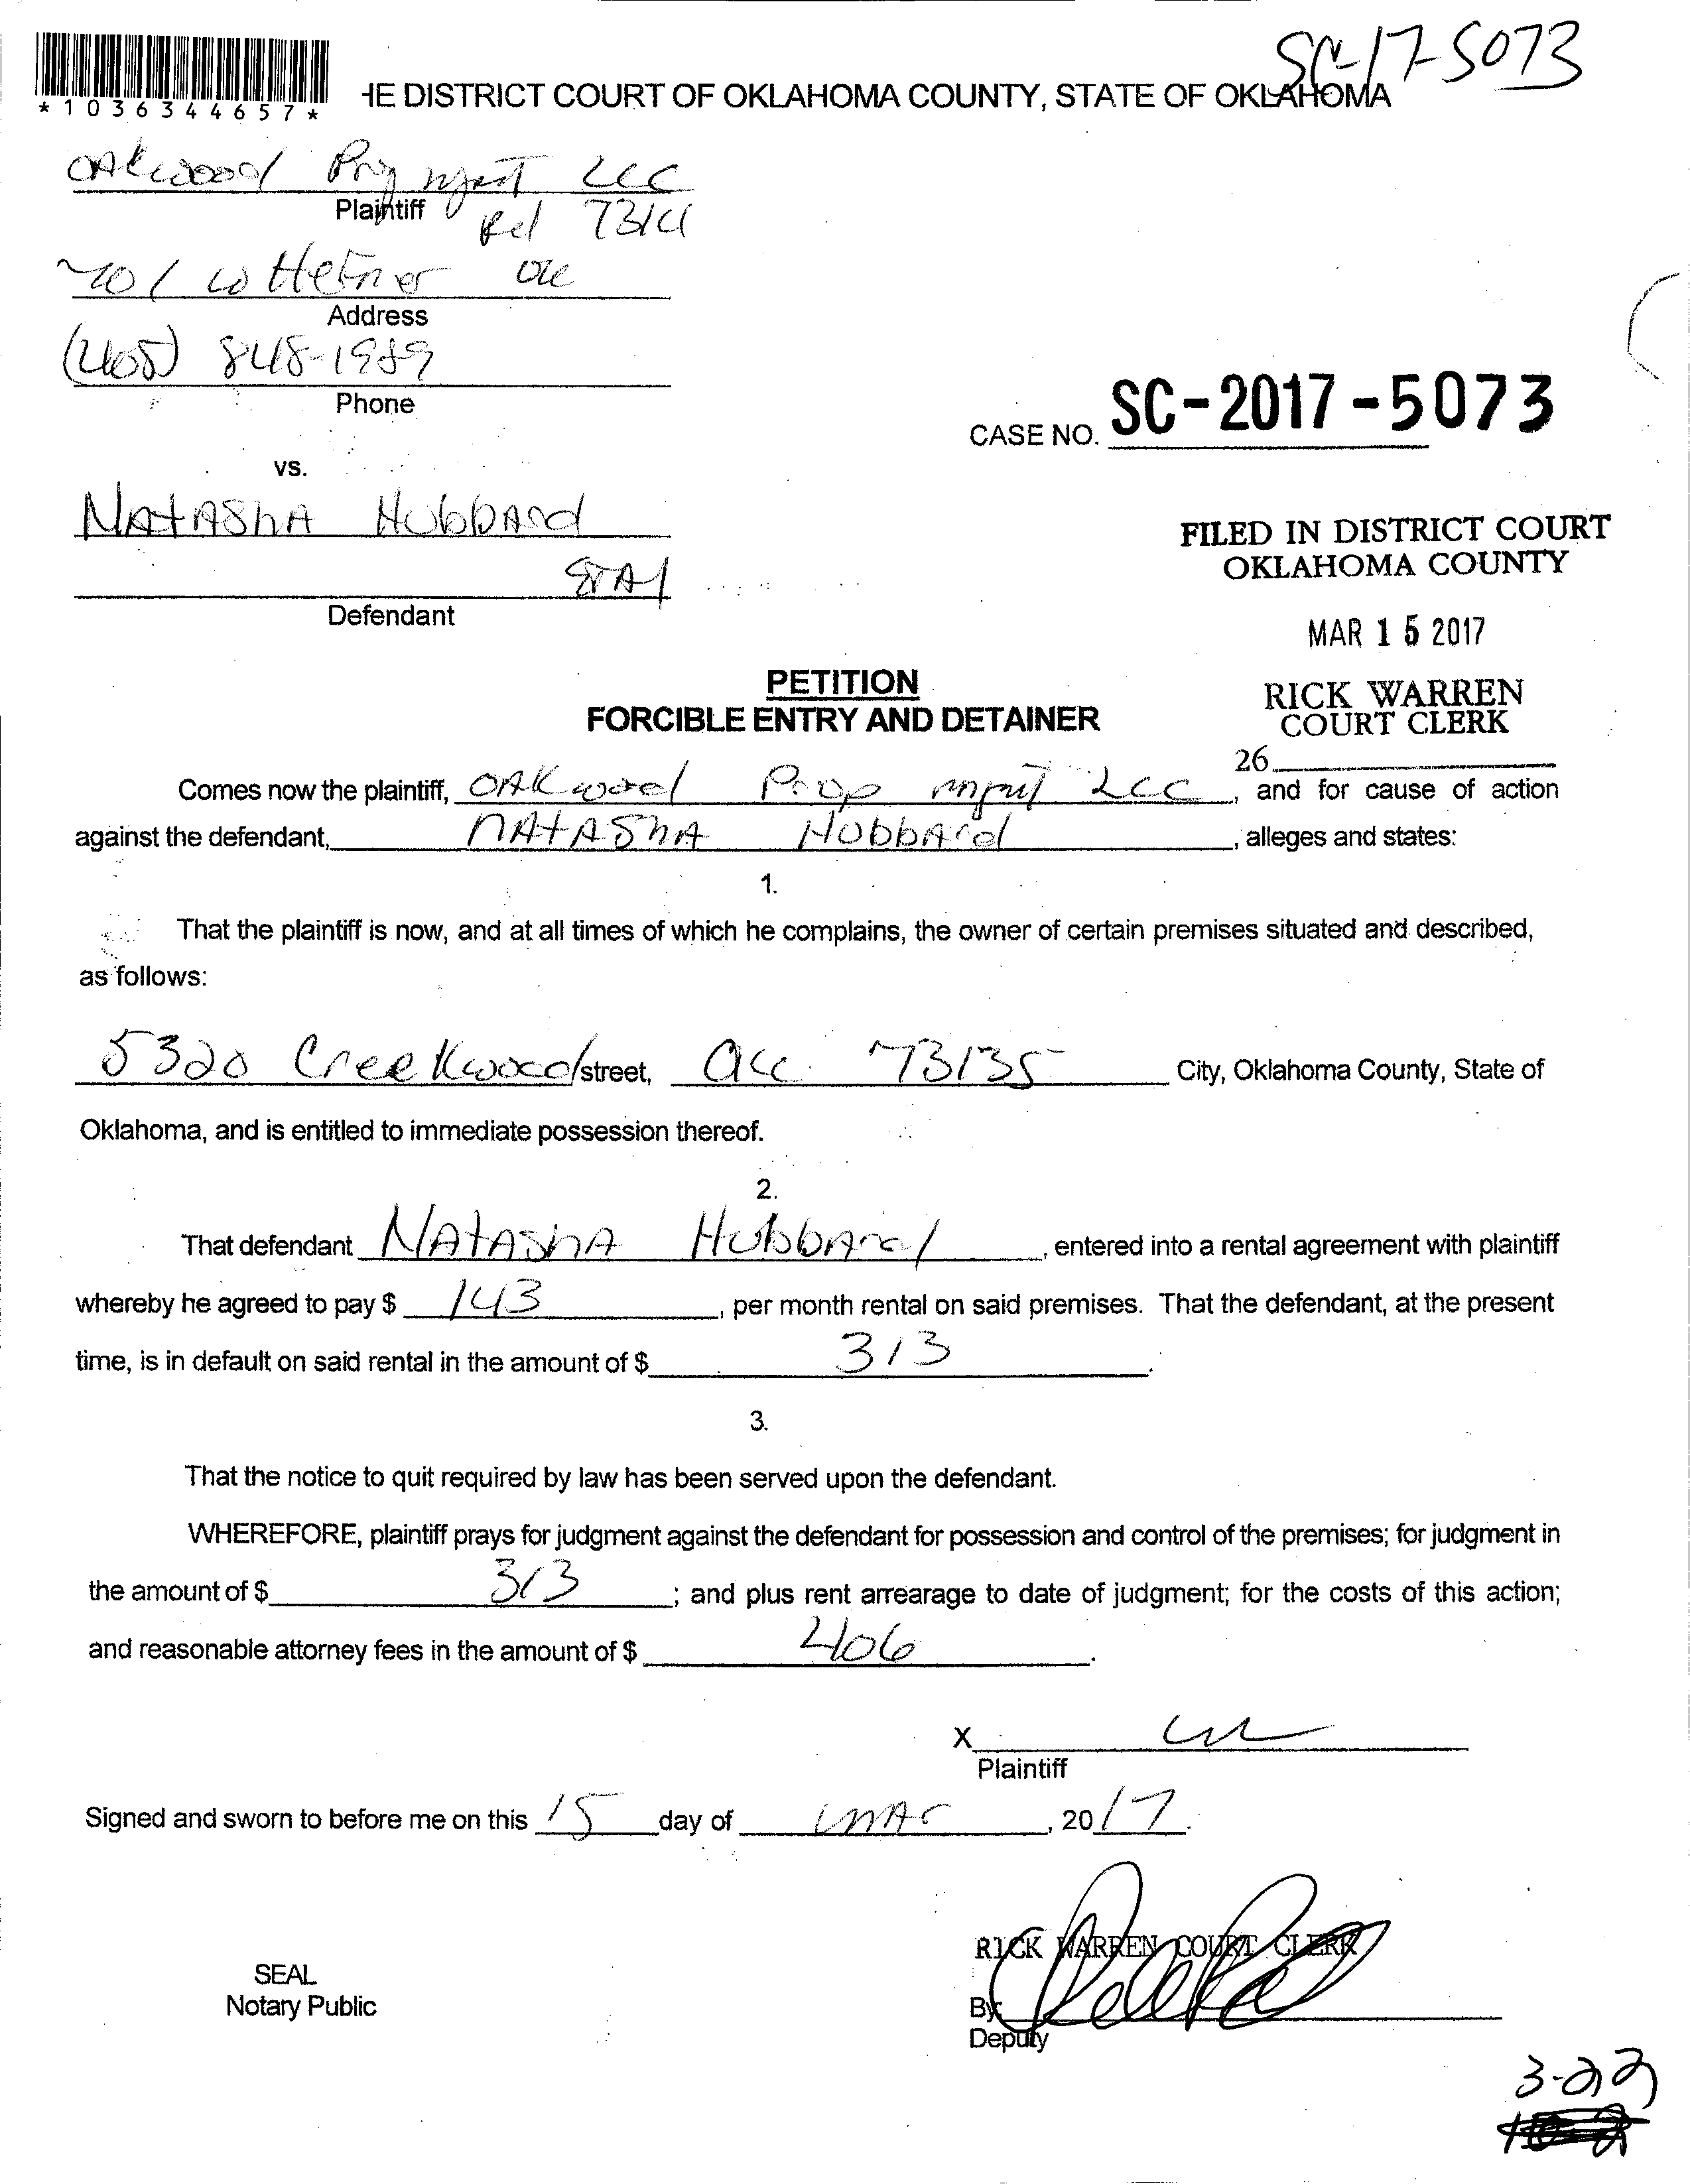 SC-17-5073
*1036344657*
HE DISTRICT COURT OF OKLAHOMA COUNTY, STATE OF OKLAHOMA
OAkwood Prop mgmt LLC
Plaintiff
Rd 73114
701 W Hefner OK
Address
(405) 848-1989
Phone
CASE NO. SC-2017-5073
vs.
NAtAShA HubbArd
FILED IN DISTRICT COURT
OKLAHOMA COUNTY
ETAl
Defendant
MAR 15 2017
PETITION
RICK WARREN
COURT CLERK
FORCIBLE ENTRY AND DETAINER
26
Comes now the plaintiff, OAkwood Prop mgmt LLC, and for cause of action
against the defendant, NAtAShA HubbArd, alleges and states:
1.
That the plaintiff is now, and at all times of which he complains, the owner of certain premises situated and described,
as follows:
5320 Creekwood street, OKC 73135 City, Oklahoma County, State of
Oklahoma, and is entitled to immediate possession thereof.
2.
That defendant NAtAShA HubbArd, entered into a rental agreement with plaintiff
whereby he agreed to pay $ 143, per month rental on said premises. That the defendant, at the present
time, is in default on said rental in the amount of $ 313.
3.
That the notice to quit required by law has been served upon the defendant.
WHEREFORE, plaintiff prays for judgment against the defendant for possession and control of the premises; for judgment in
the amount of $ 313; and plus rent arrearage to date of judgment; for the costs of this action;
and reasonable attorney fees in the amount of $ 406.
X
Plaintiff
Signed and sworn to before me on this 15 day of mAr, 2017.
RICK WARREN COURT CLERK
SEAL
Notary Public
By
Deputy
3-22